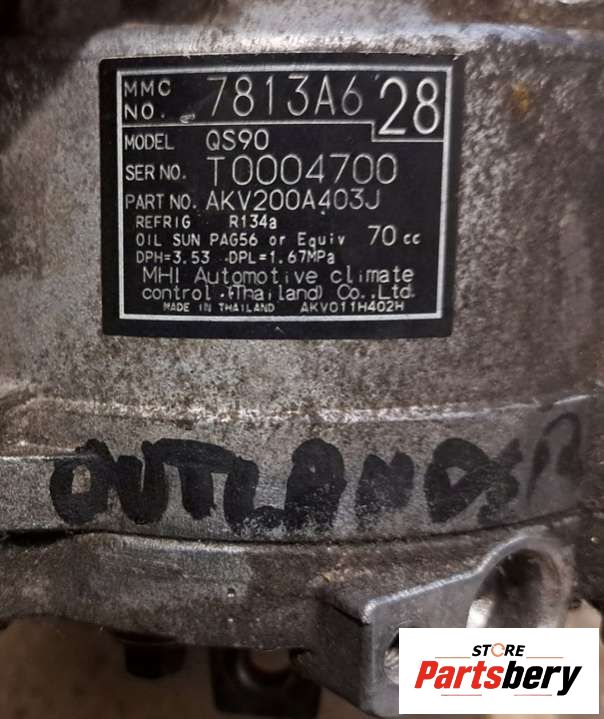 MMC NO. 7813A628
MODEL QS90
SER NO. T0004700
PART NO. AKV200A403J
REFRIG R134a
OIL SUN PAG56 or Equiv 70 cc
DPH=3.53 DPL=1.67MPa
MHI Automotive climate
control (Thailand) Co.,Ltd.
MADE IN THAILAND AKV011H402H
OUTLANDER
STORE
Partsbery